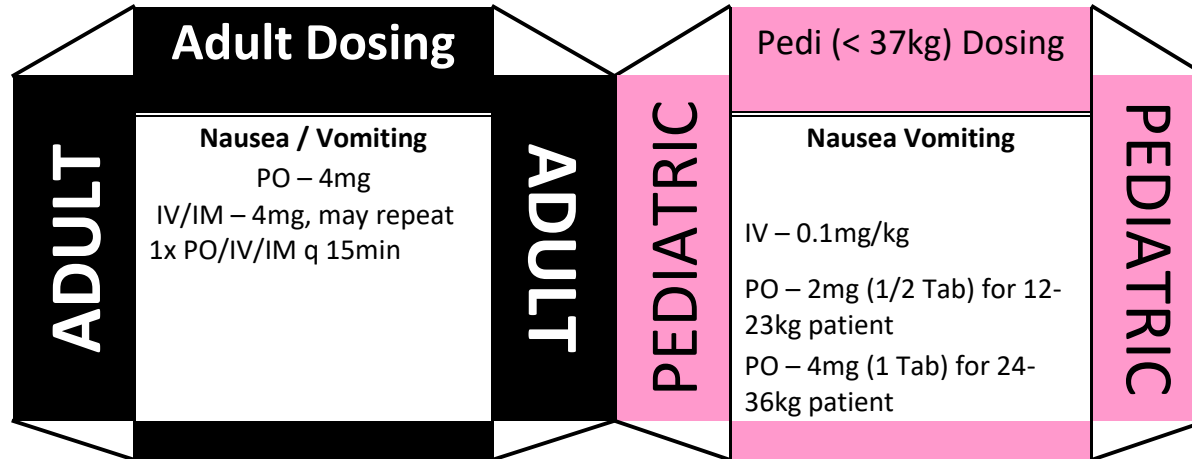 Adult Dosing
ADULT
Nausea / Vomiting
PO – 4mg
IV/IM – 4mg, may repeat
1x PO/IV/IM q 15min
ADULT
Pedi (< 37kg) Dosing
PEDIATRIC
Nausea Vomiting
IV – 0.1mg/kg
PO – 2mg (1/2 Tab) for 12-
23kg patient
PO – 4mg (1 Tab) for 24-
36kg patient
PEDIATRIC